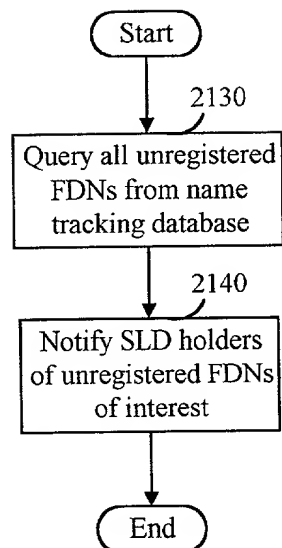 Start
2130
Query all unregistered
FDNs from name
tracking database
2140
Notify SLD holders
of unregistered FDNs
of interest
End